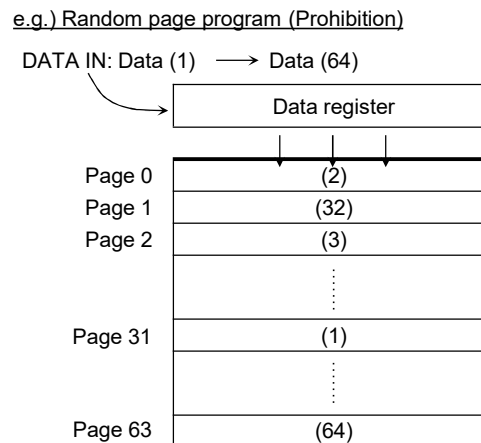 e.g.) Random page program (Prohibition)
DATA IN: Data (1) → Data (64)
Data register
Page 0 (2)
Page 1 (32)
Page 2 (3)
Page 31 (1)
Page 63 (64)